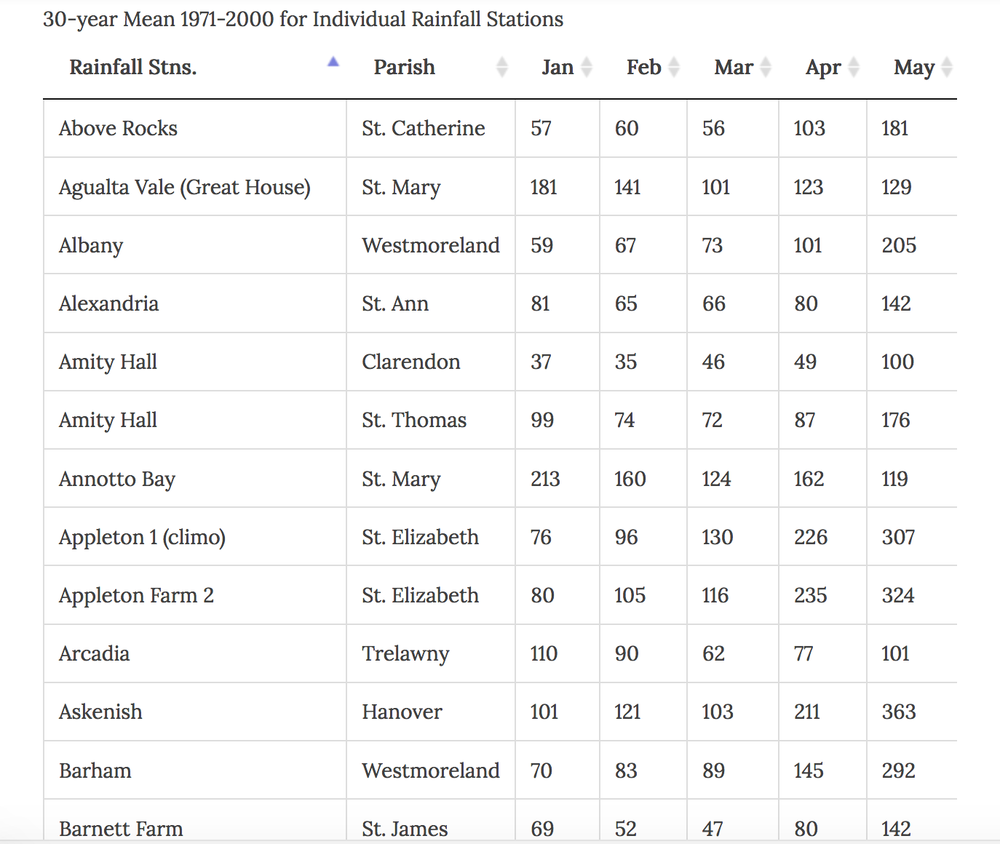 30-year Mean 1971-2000 for Individual Rainfall Stations
Rainfall Stns. Parish Jan Feb Mar Apr May
Above Rocks St. Catherine 57 60 56 103 181
Agualta Vale (Great House) St. Mary 181 141 101 123 129
Albany Westmoreland 59 67 73 101 205
Alexandria St. Ann 81 65 66 80 142
Amity Hall Clarendon 37 35 46 49 100
Amity Hall St. Thomas 99 74 72 87 176
Annotto Bay St. Mary 213 160 124 162 119
Appleton 1 (climo) St. Elizabeth 76 96 130 226 307
Appleton Farm 2 St. Elizabeth 80 105 116 235 324
Arcadia Trelawny 110 90 62 77 101
Askenish Hanover 101 121 103 211 363
Barham Westmoreland 70 83 89 145 292
Barnett Farm St. James 69 52 47 80 142